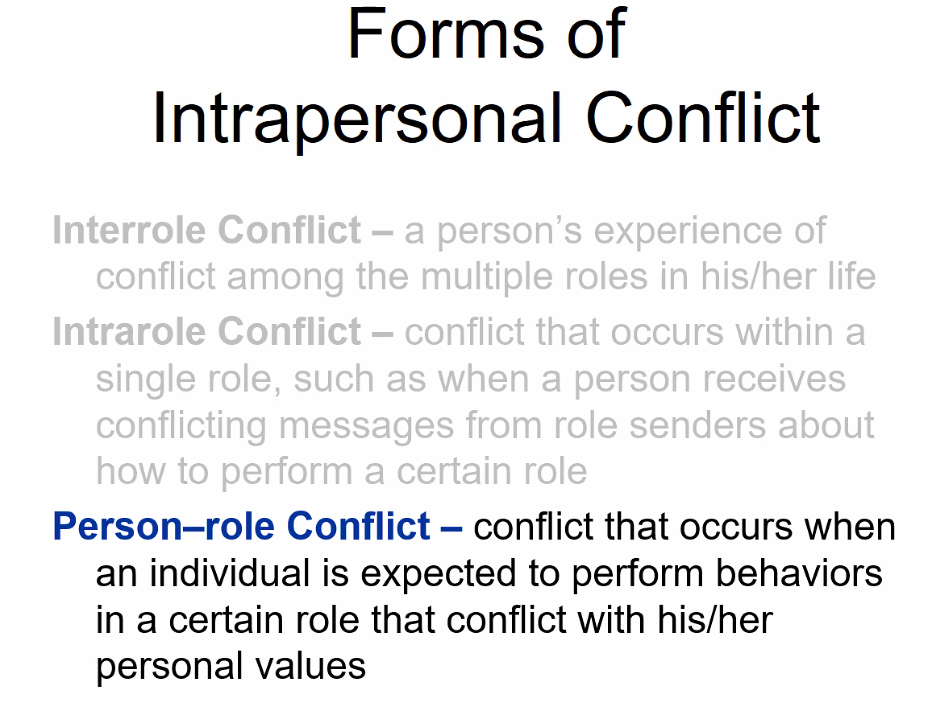 Forms of
Intrapersonal Conflict
Interrole Conflict – a person’s experience of
conflict among the multiple roles in his/her life
Intrarole Conflict – conflict that occurs within a
single role, such as when a person receives
conflicting messages from role senders about
how to perform a certain role
Person–role Conflict – conflict that occurs when
an individual is expected to perform behaviors
in a certain role that conflict with his/her
personal values